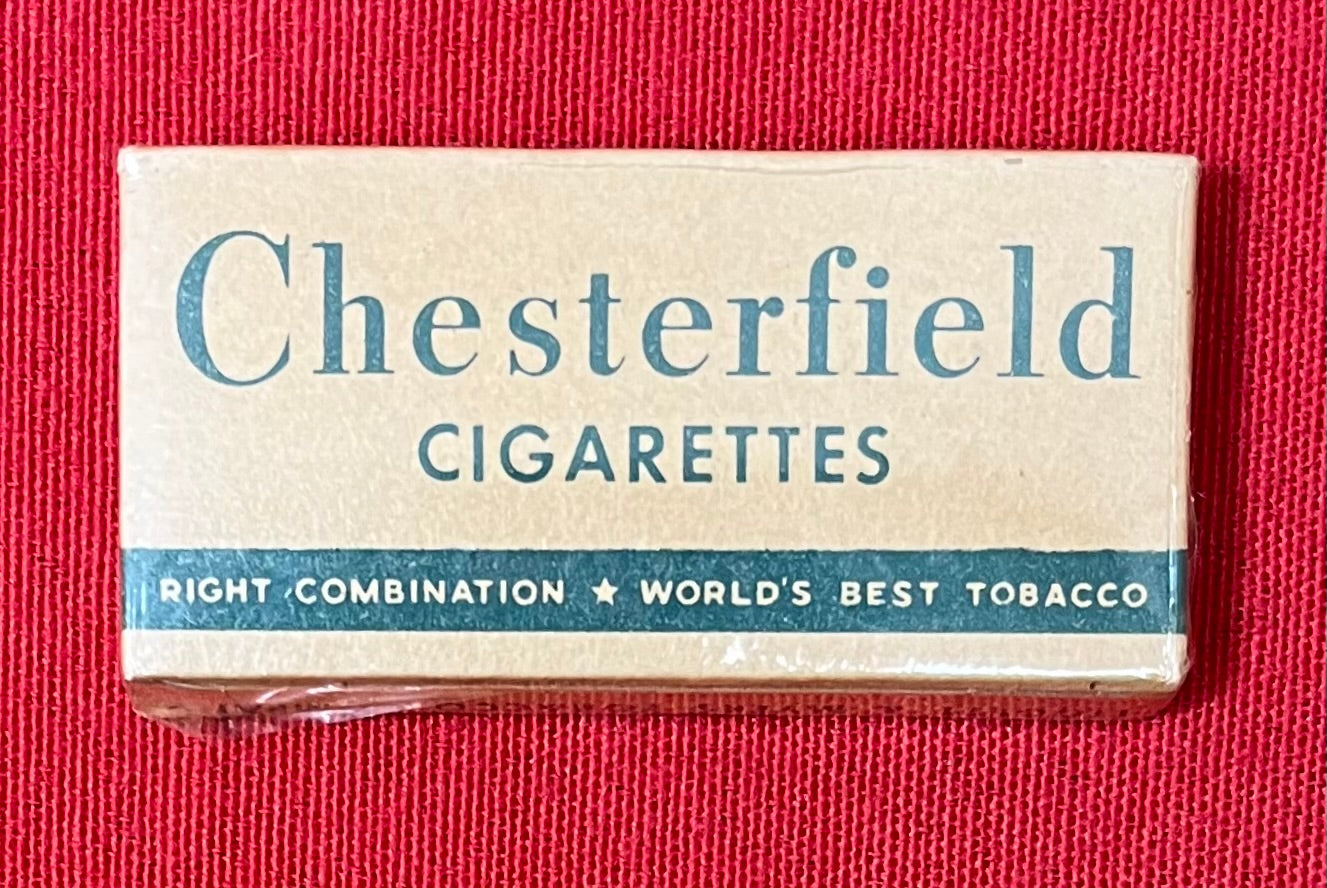 Chesterfield
CIGARETTES
RIGHT COMBINATION ★ WORLD'S BEST TOBACCO